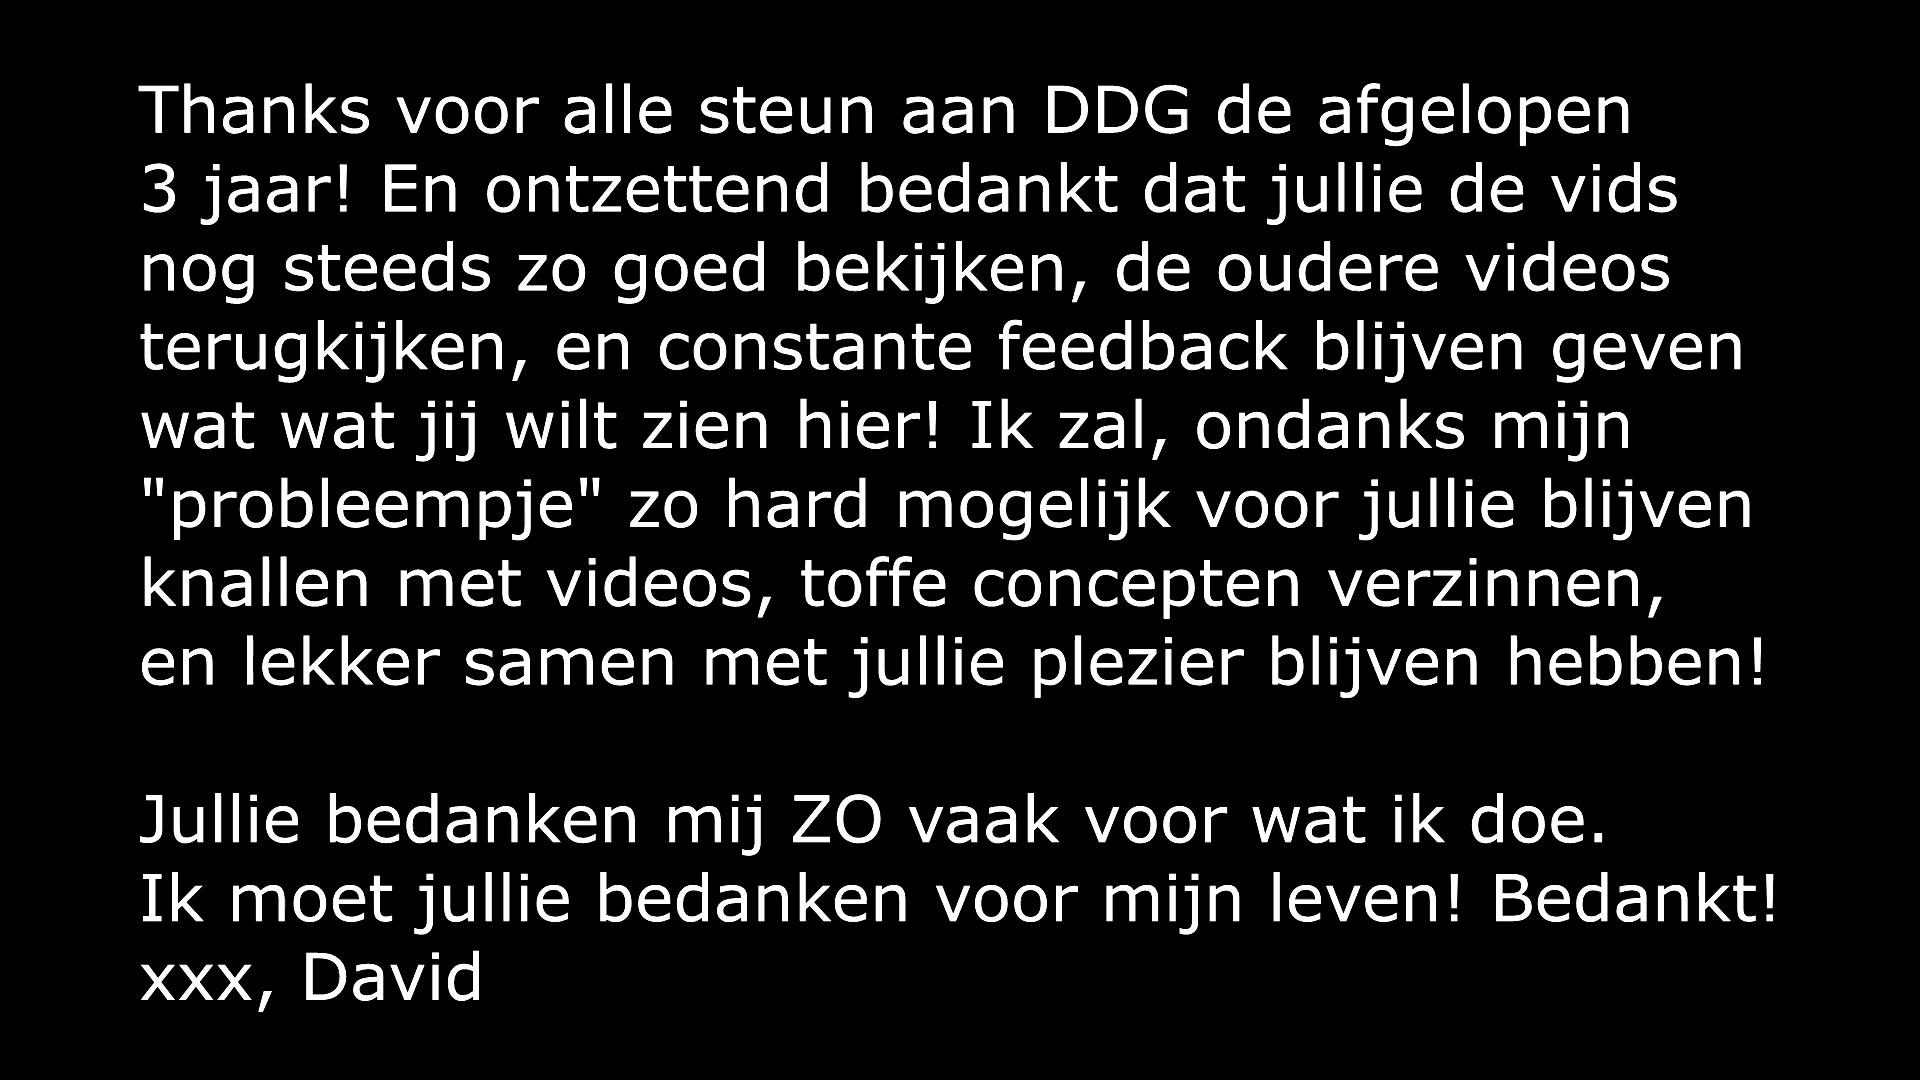 Thanks voor alle steun aan DDG de afgelopen
3 jaar! En ontzettend bedankt dat jullie de vids
nog steeds zo goed bekijken, de oudere videos
terugkijken, en constante feedback blijven geven
wat wat jij wilt zien hier! Ik zal, ondanks mijn
"probleempje" zo hard mogelijk voor jullie blijven
knallen met videos, toffe concepten verzinnen,
en lekker samen met jullie plezier blijven hebben!
Jullie bedanken mij ZO vaak voor wat ik doe.
Ik moet jullie bedanken voor mijn leven! Bedankt!
xxx, David